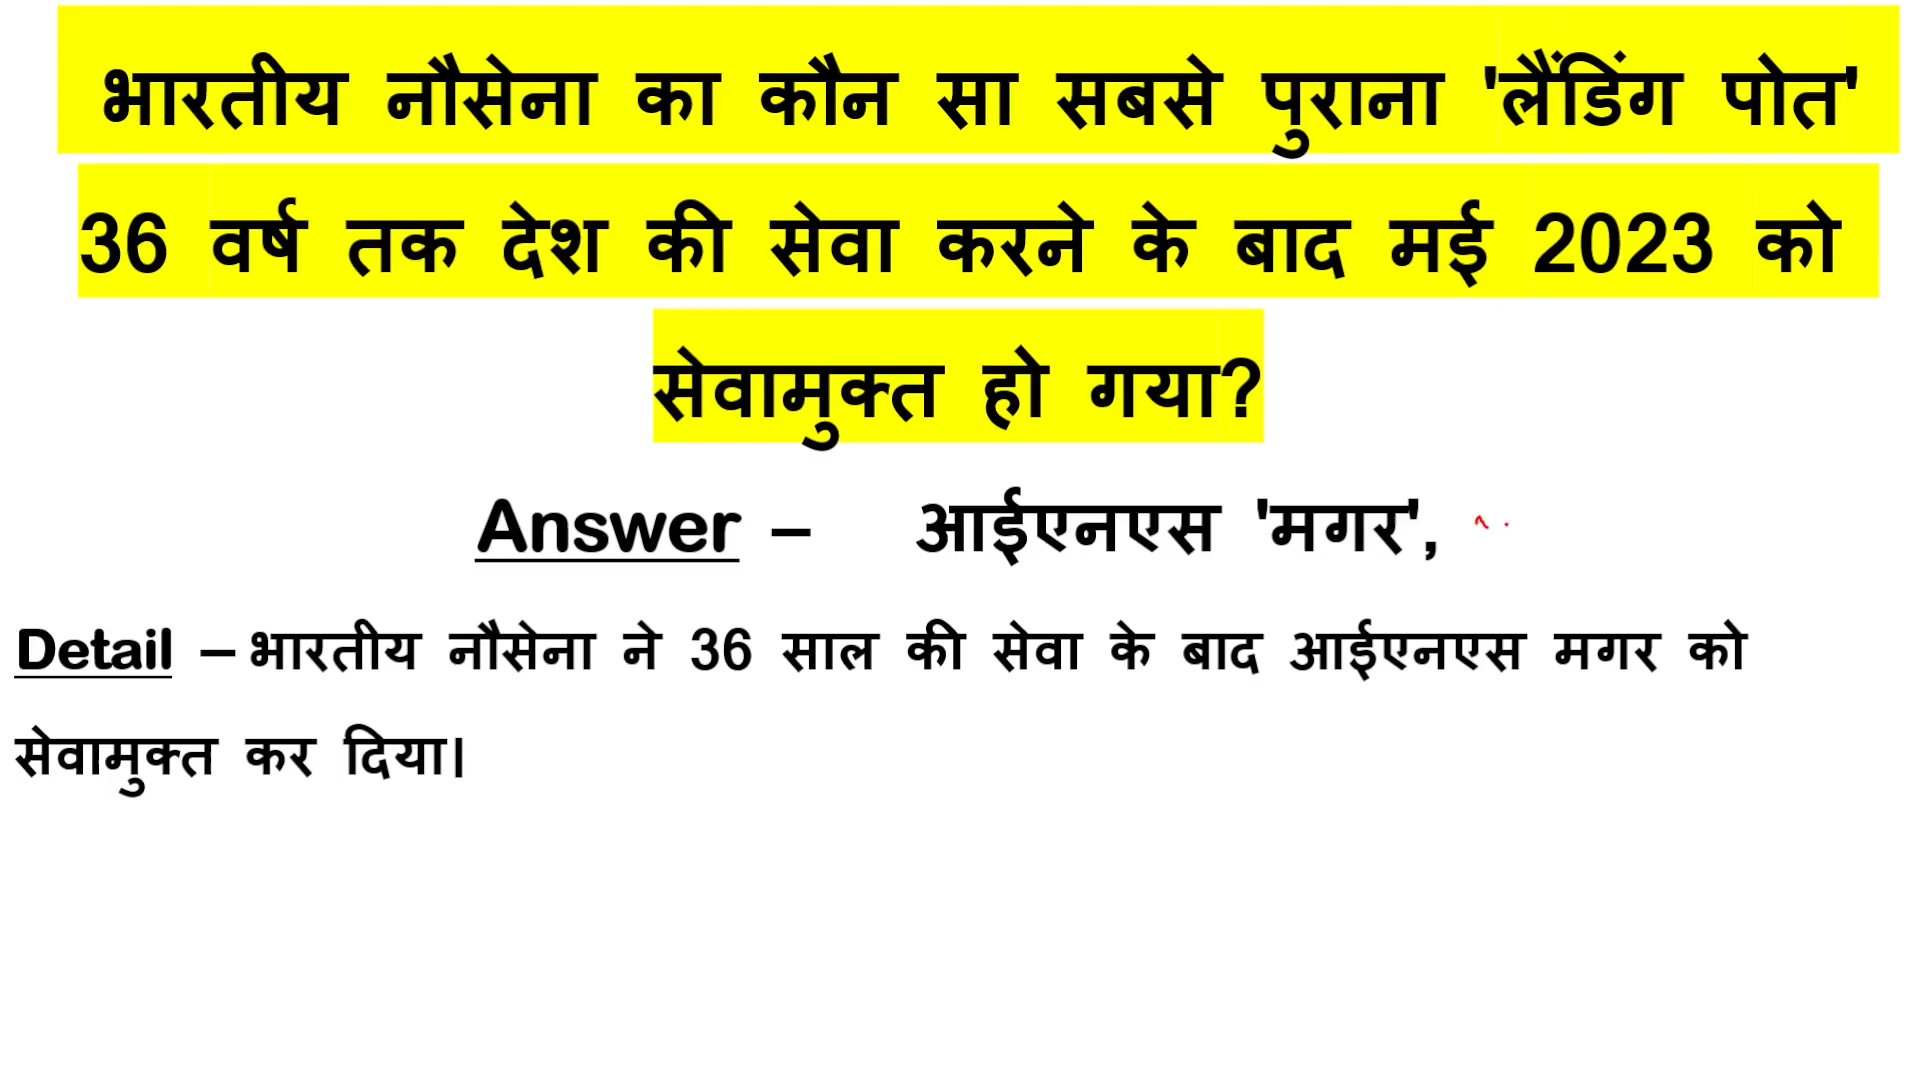 भारतीय नौसेना का कौन सा सबसे पुराना 'लैंडिंग पोत'
36 वर्ष तक देश की सेवा करने के बाद मई 2023 को
सेवामुक्त हो गया?
Answer – आईएनएस 'मगर',
Detail – भारतीय नौसेना ने 36 साल की सेवा के बाद आईएनएस मगर को
सेवामुक्त कर दिया।